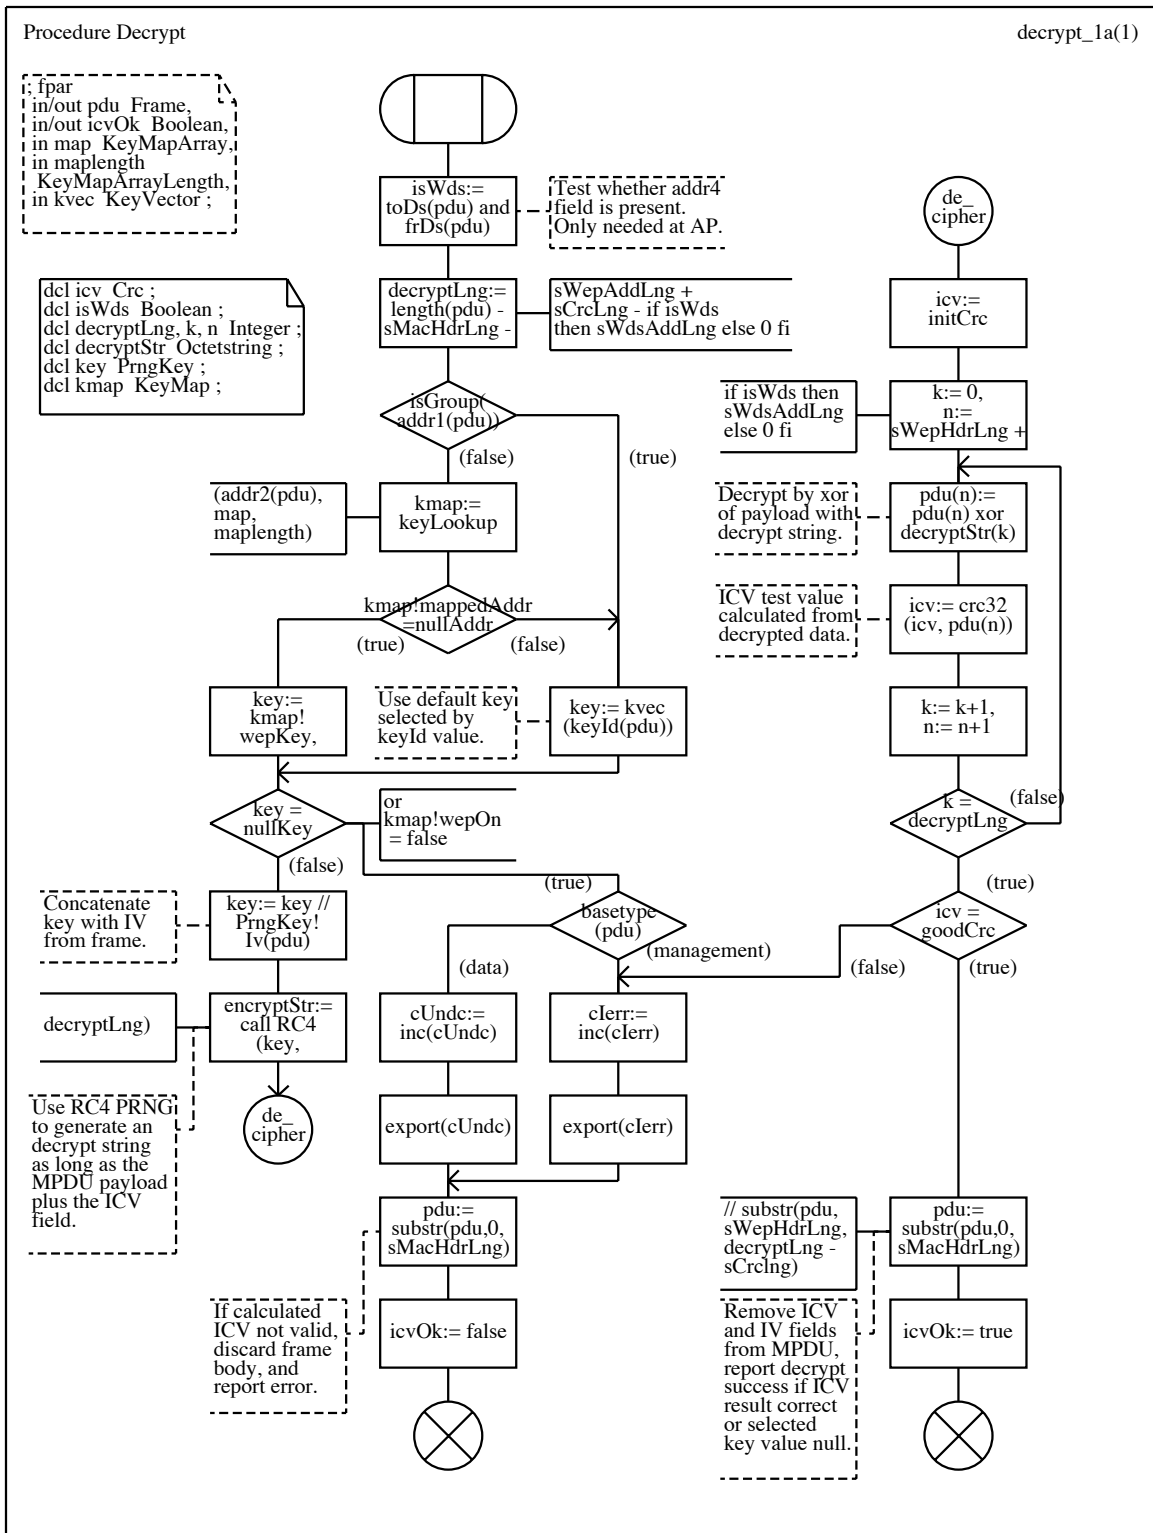 Procedure Decrypt
decrypt_1a(1)
; fpar
in/out pdu  Frame,
in/out icvOk  Boolean,
in map  KeyMapArray,
in maplength
KeyMapArrayLength,
in kvec  KeyVector ;
dcl icv  Crc ;
dcl isWds  Boolean ;
dcl decryptLng, k, n  Integer ;
dcl decryptStr  Octetstring ;
dcl key  PrngKey ;
dcl kmap  KeyMap ;
isWds:=
toDs(pdu) and
frDs(pdu)
Test whether addr4
field is present.
Only needed at AP.
decryptLng:=
length(pdu) -
sMacHdrLng -
sWepAddLng +
sCrcLng - if isWds
then sWdsAddLng else 0 fi
isGroup(
addr1(pdu))
(false)
(true)
(addr2(pdu),
map,
maplength)
kmap:=
keyLookup
kmap!mappedAddr
=nullAddr
(true)
(false)
key:=
kmap!
wepKey,
Use default key
selected by
keyId value.
key:= kvec
(keyId(pdu))
key =
nullKey
or
kmap!wepOn
= false
(false)
(true)
Concatenate
key with IV
from frame.
key:= key //
PrngKey!
Iv(pdu)
basetype
(pdu)
(management)
(data)
decryptLng)
encryptStr:=
call RC4
(key,
cUndc:=
inc(cUndc)
cIerr:=
inc(cIerr)
Use RC4 PRNG
to generate an
decrypt string
as long as the
MPDU payload
plus the ICV
field.
de_
cipher
export(cUndc)
export(cIerr)
pdu:=
substr(pdu,0,
sMacHdrLng)
If calculated
ICV not valid,
discard frame
body, and
report error.
icvOk:= false
de_
cipher
icv:=
initCrc
if isWds then
sWdsAddLng
else 0 fi
k:= 0,
n:=
sWepHdrLng +
Decrypt by xor
of payload with
decrypt string.
pdu(n):=
pdu(n) xor
decryptStr(k)
ICV test value
calculated from
decrypted data.
icv:= crc32
(icv, pdu(n))
k:= k+1,
n:= n+1
k =
decryptLng
(false)
(true)
icv =
goodCrc
(false)
(true)
// substr(pdu,
sWepHdrLng,
decryptLng -
sCrclng)
pdu:=
substr(pdu,0,
sMacHdrLng)
Remove ICV
and IV fields
from MPDU,
report decrypt
success if ICV
result correct
or selected
key value null.
icvOk:= true